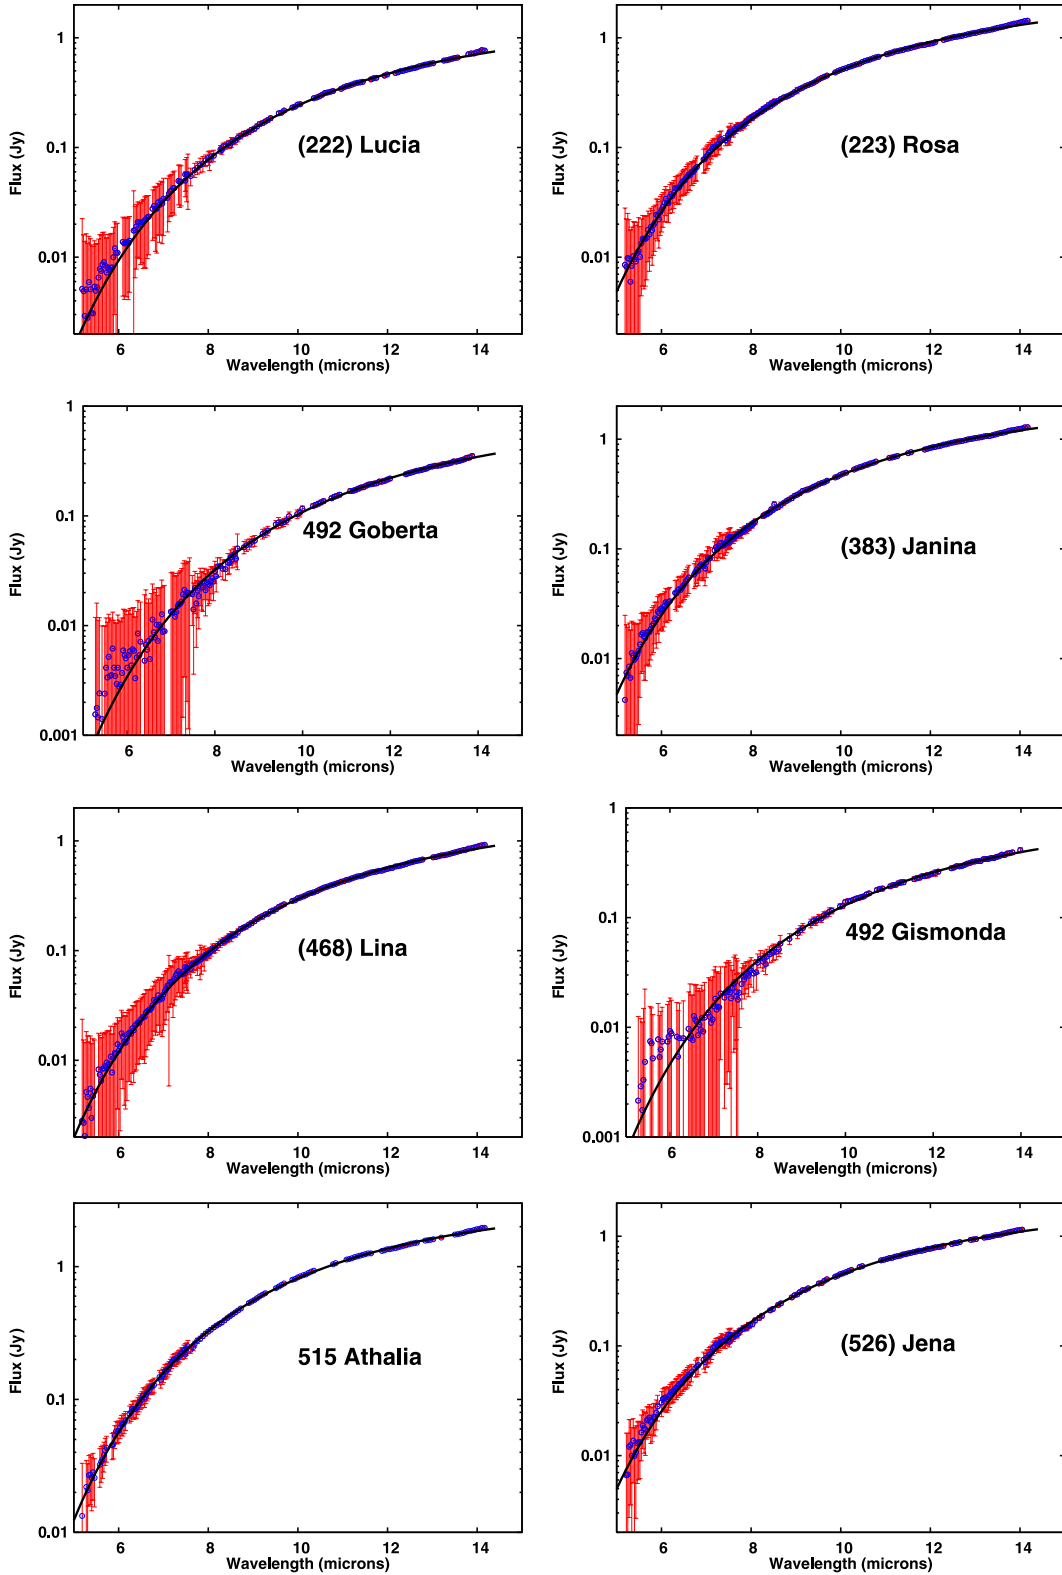 1
0.1
0.01
Flux (Jy)
(222) Lucia
6 8 10 12 14
Wavelength (microns)
1
0.1
0.01
Flux (Jy)
(223) Rosa
6 8 10 12 14
Wavelength (microns)
1
0.1
0.01
0.001
Flux (Jy)
492 Goberta
6 8 10 12 14
Wavelength (microns)
1
0.1
0.01
Flux (Jy)
(383) Janina
6 8 10 12 14
Wavelength (microns)
1
0.1
0.01
Flux (Jy)
(468) Lina
6 8 10 12 14
Wavelength (microns)
1
0.1
0.01
0.001
Flux (Jy)
492 Gismonda
6 8 10 12 14
Wavelength (microns)
1
0.1
0.01
Flux (Jy)
515 Athalia
6 8 10 12 14
Wavelength (microns)
1
0.1
0.01
Flux (Jy)
(526) Jena
6 8 10 12 14
Wavelength (microns)